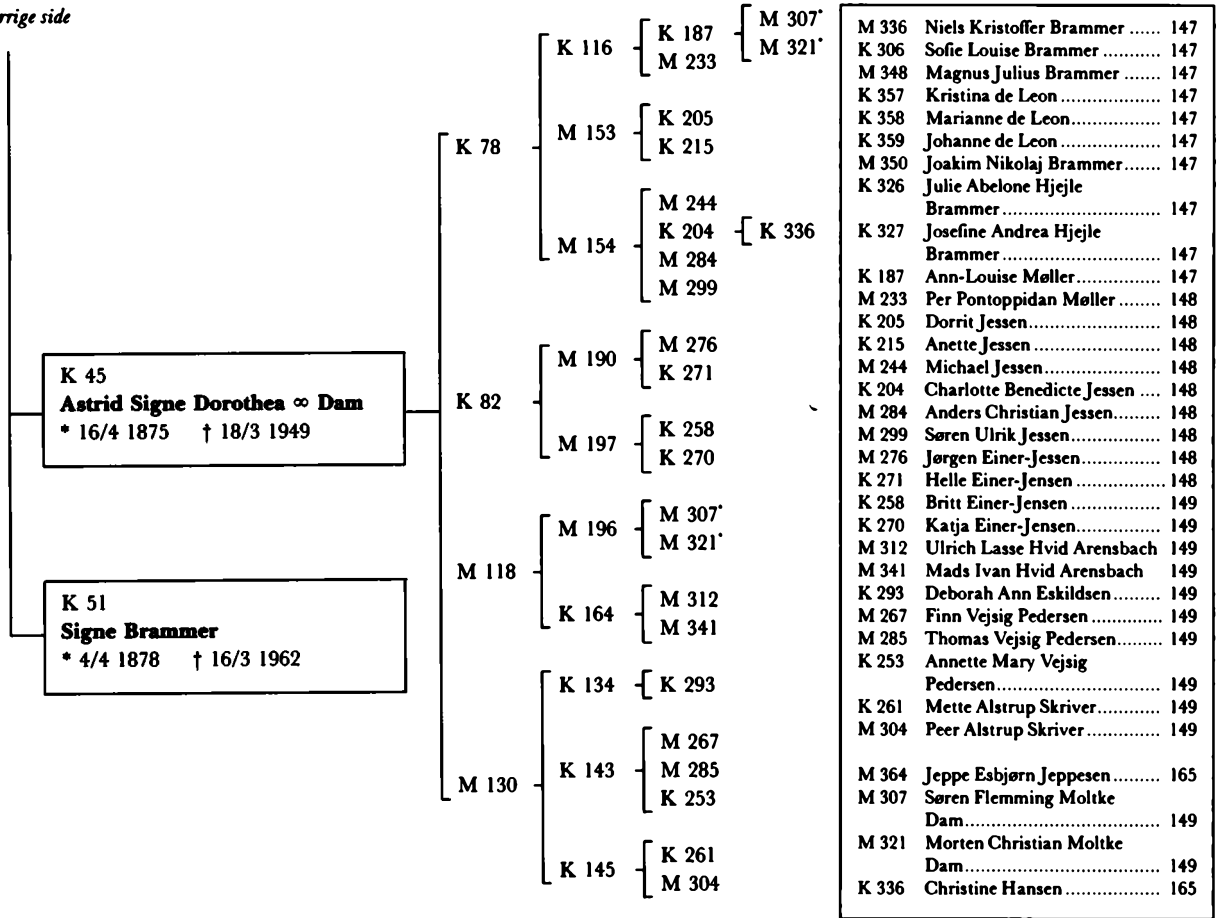 rrige side
K 45
Astrid Signe Dorothea ∞ Dam
* 16/4 1875 † 18/3 1949
K 51
Signe Brammer
* 4/4 1878 † 16/3 1962
K 78
K 82
M 118
M 130
K 116
M 153
M 154
M 190
M 197
M 196
K 164
K 134
K 143
K 145
K 187
M 233
K 205
K 215
M 244
K 204
M 284
M 299
M 276
K 271
K 258
K 270
M 307*
M 321*
M 312
M 341
K 293
M 267
M 285
K 253
K 261
M 304
M 307*
M 321*
K 336
M 336 Niels Kristoffer Brammer ...... 147
K 306 Sofie Louise Brammer ........... 147
M 348 Magnus Julius Brammer ....... 147
K 357 Kristina de Leon .................. 147
K 358 Marianne de Leon ................ 147
K 359 Johanne de Leon .................. 147
M 350 Joakim Nikolaj Brammer ....... 147
K 326 Julie Abelone Hjejle
Brammer ............................ 147
K 327 Josefine Andrea Hjejle
Brammer ............................ 147
K 187 Ann-Louise Møller ............... 147
M 233 Per Pontoppidan Møller ........ 148
K 205 Dorrit Jessen ....................... 148
K 215 Anette Jessen ....................... 148
M 244 Michael Jessen ..................... 148
K 204 Charlotte Benedicte Jessen .... 148
M 284 Anders Christian Jessen ........ 148
M 299 Søren Ulrik Jessen ................ 148
M 276 Jørgen Einer-Jessen .............. 148
K 271 Helle Einer-Jensen ................ 148
K 258 Britt Einer-Jensen ................. 149
K 270 Katja Einer-Jensen ................ 149
M 312 Ulrich Lasse Hvid Arensbach 149
M 341 Mads Ivan Hvid Arensbach 149
K 293 Deborah Ann Eskildsen ......... 149
M 267 Finn Vejsig Pedersen ............. 149
M 285 Thomas Vejsig Pedersen ........ 149
K 253 Annette Mary Vejsig
Pedersen ............................. 149
K 261 Mette Alstrup Skriver ............ 149
M 304 Peer Alstrup Skriver .............. 149
M 364 Jeppe Esbjørn Jeppesen ......... 165
M 307 Søren Flemming Moltke
Dam ................................... 149
M 321 Morten Christian Moltke
Dam ................................... 149
K 336 Christine Hansen .................. 165